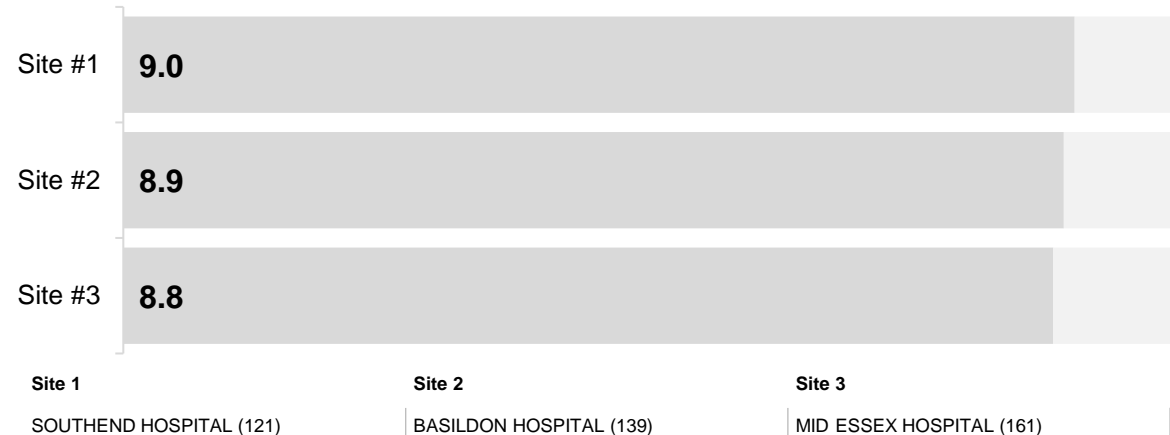 Site #1 9.0
Site #2 8.9
Site #3 8.8
Site 1 Site 2 Site 3
SOUTHEND HOSPITAL (121) BASILDON HOSPITAL (139) MID ESSEX HOSPITAL (161)